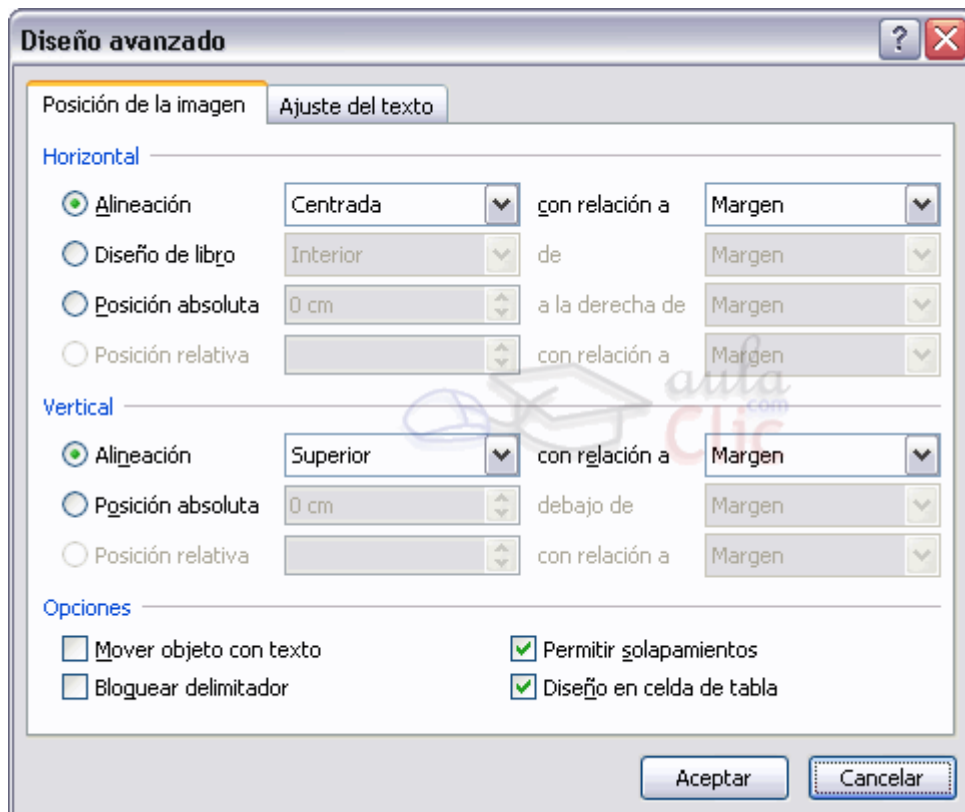 Diseño avanzado
Posición de la imagen Ajuste del texto
Horizontal
Alineación Centrada con relación a Margen
Diseño de libro Interior de Margen
Posición absoluta 0 cm a la derecha de Margen
Posición relativa con relación a Margen
aula
com
Clic
Vertical
Alineación Superior con relación a Margen
Posición absoluta 0 cm debajo de Margen
Posición relativa con relación a Margen
Opciones
Mover objeto con texto Permitir solapamientos
Bloguear delimitador Diseño en celda de tabla
Aceptar Cancelar